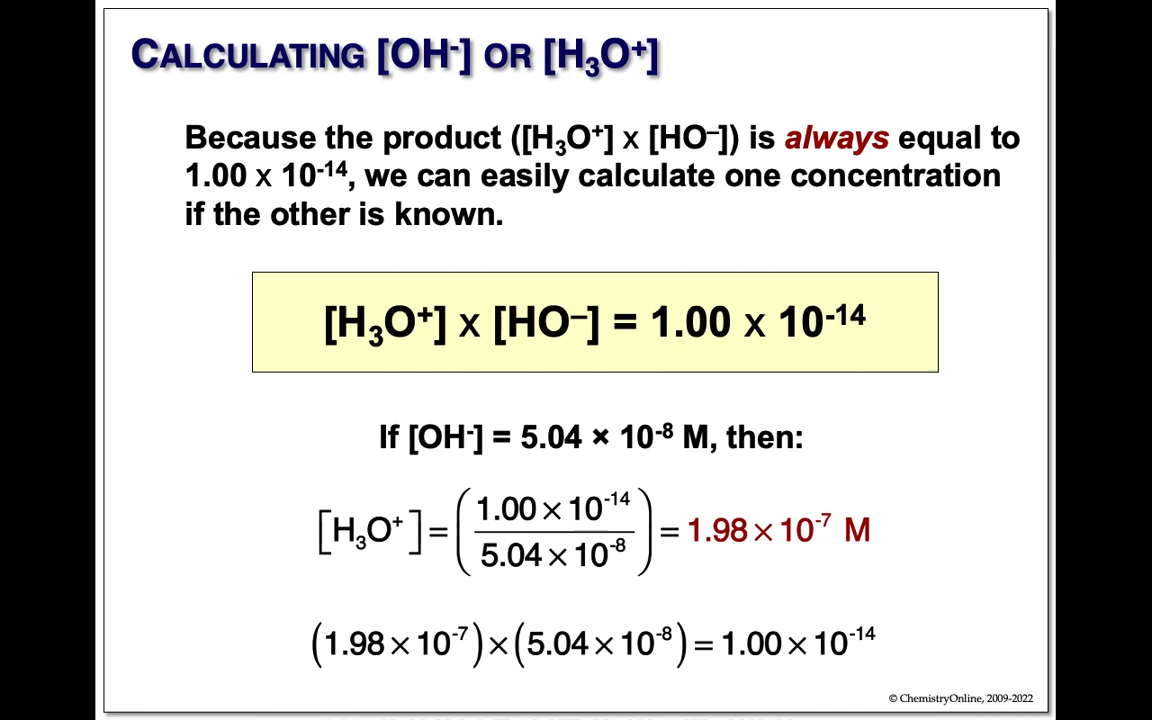 CALCULATING [OH⁻] OR [H₃O⁺]
Because the product ([H₃O⁺] x [HO⁻]) is always equal to
1.00 x 10⁻¹⁴, we can easily calculate one concentration
if the other is known.
[H₃O⁺] x [HO⁻] = 1.00 x 10⁻¹⁴
If [OH⁻] = 5.04 × 10⁻⁸ M, then:
[H₃O⁺] = (1.00 × 10⁻¹⁴ / 5.04 × 10⁻⁸) = 1.98 × 10⁻⁷ M
(1.98 × 10⁻⁷) × (5.04 × 10⁻⁸) = 1.00 × 10⁻¹⁴
© ChemistryOnline, 2009-2022